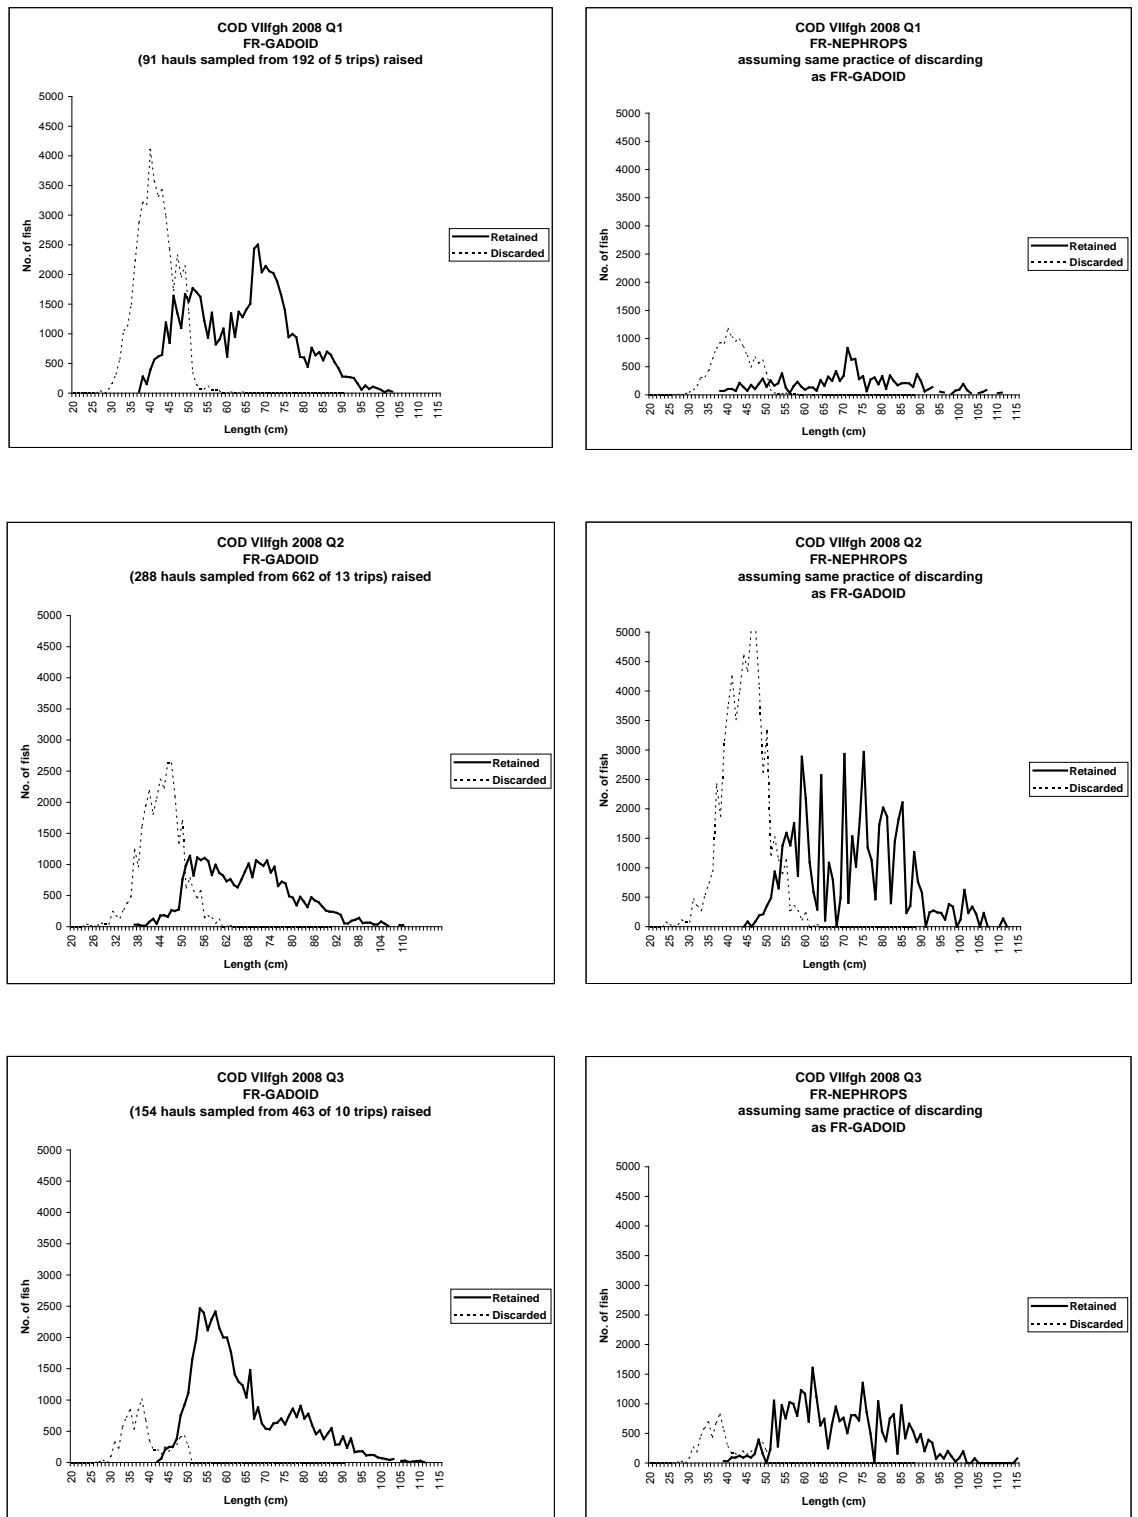 COD VIIfgh 2008 Q1
FR-GADOID
(91 hauls sampled from 192 of 5 trips) raised
No. of fish
5000
4500
4000
3500
3000
2500
2000
1500
1000
500
0
20 25 30 35 40 45 50 55 60 65 70 75 80 85 90 95 100 105 110 115
Length (cm)
Retained
Discarded
COD VIIfgh 2008 Q1
FR-NEPHROPS
assuming same practice of discarding
as FR-GADOID
No. of fish
5000
4500
4000
3500
3000
2500
2000
1500
1000
500
0
20 25 30 35 40 45 50 55 60 65 70 75 80 85 90 95 100 105 110 115
Length (cm)
Retained
Discarded
COD VIIfgh 2008 Q2
FR-GADOID
(288 hauls sampled from 662 of 13 trips) raised
No. of fish
5000
4500
4000
3500
3000
2500
2000
1500
1000
500
0
20 26 32 38 44 50 56 62 68 74 80 86 92 98 104 110
Length (cm)
Retained
Discarded
COD VIIfgh 2008 Q2
FR-NEPHROPS
assuming same practice of discarding
as FR-GADOID
No. of fish
5000
4500
4000
3500
3000
2500
2000
1500
1000
500
0
20 25 30 35 40 45 50 55 60 65 70 75 80 85 90 95 100 105 110 115
Length (cm)
Retained
Discarded
COD VIIfgh 2008 Q3
FR-GADOID
(154 hauls sampled from 463 of 10 trips) raised
No. of fish
5000
4500
4000
3500
3000
2500
2000
1500
1000
500
0
20 25 30 35 40 45 50 55 60 65 70 75 80 85 90 95 100 105 110 115
Length (cm)
Retained
Discarded
COD VIIfgh 2008 Q3
FR-NEPHROPS
assuming same practice of discarding
as FR-GADOID
No. of fish
5000
4500
4000
3500
3000
2500
2000
1500
1000
500
0
20 25 30 35 40 45 50 55 60 65 70 75 80 85 90 95 100 105 110 115
Length (cm)
Retained
Discarded